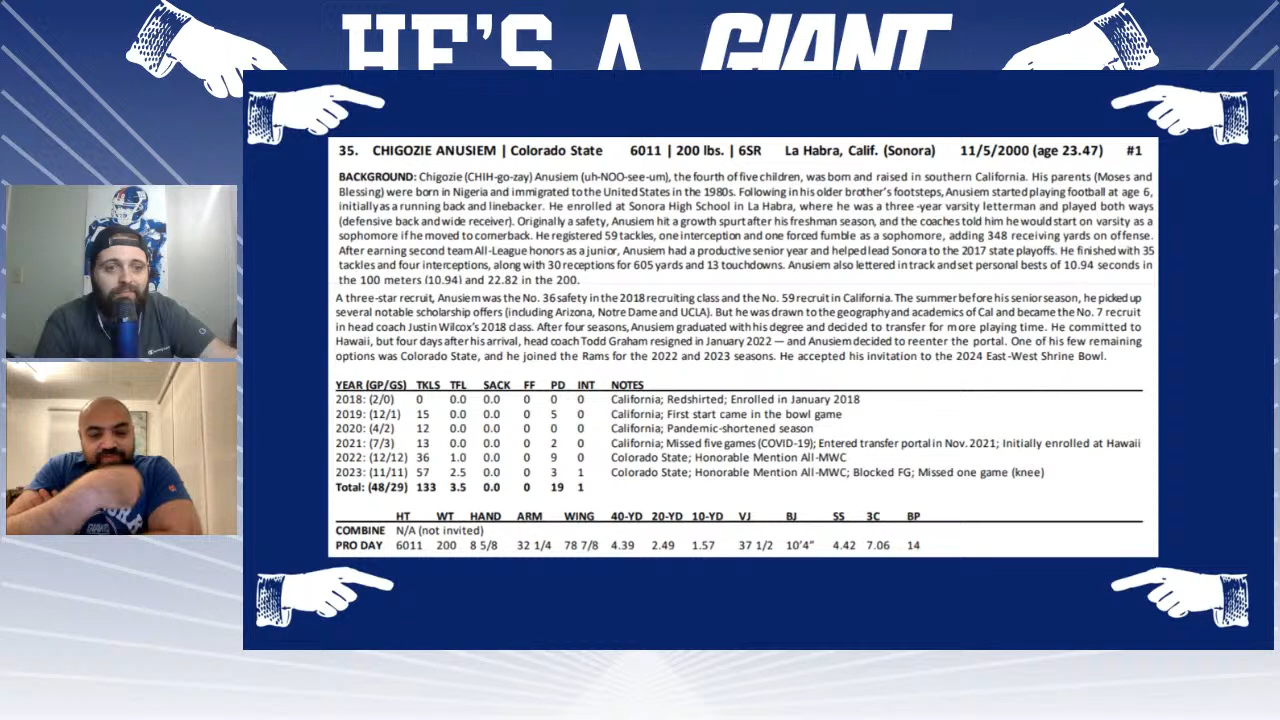 HE'S A GIANT
35. CHIGOZIE ANUSIEM | Colorado State 6011 | 200 lbs. | 6SR La Habra, Calif. (Sonora) 11/5/2000 (age 23.47) #1
BACKGROUND: Chigozie (CHIH-go-zay) Anusiem (uh-NOO-see-um), the fourth of five children, was born and raised in southern California. His parents (Moses and
Blessing) were born in Nigeria and immigrated to the United States in the 1980s. Following in his older brother's footsteps, Anusiem started playing football at age 6,
initially as a running back and linebacker. He enrolled at Sonora High School in La Habra, where he was a three-year varsity letterman and played both ways
(defensive back and wide receiver). Originally a safety, Anusiem hit a growth spurt after his freshman season, and the coaches told him he would start on varsity as a
sophomore if he moved to cornerback. He registered 59 tackles, one interception and one forced fumble as a sophomore, adding 348 receiving yards on offense.
After earning second team All-League honors as a junior, Anusiem had a productive senior year and helped lead Sonora to the 2017 state playoffs. He finished with 35
tackles and four interceptions, along with 30 receptions for 605 yards and 13 touchdowns. Anusiem also lettered in track and set personal bests of 10.94 seconds in
the 100 meters (10.94) and 22.82 in the 200.
A three-star recruit, Anusiem was the No. 36 safety in the 2018 recruiting class and the No. 59 recruit in California. The summer before his senior season, he picked up
several notable scholarship offers (including Arizona, Notre Dame and UCLA). But he was drawn to the geography and academics of Cal and became the No. 7 recruit
in head coach Justin Wilcox's 2018 class. After four seasons, Anusiem graduated with his degree and decided to transfer for more playing time. He committed to
Hawaii, but four days after his arrival, head coach Todd Graham resigned in January 2022 — and Anusiem decided to reenter the portal. One of his few remaining
options was Colorado State, and he joined the Rams for the 2022 and 2023 seasons. He accepted his invitation to the 2024 East-West Shrine Bowl.
YEAR (GP/GS) TKLS TFL SACK FF PD INT NOTES
2018: (2/0) 0 0.0 0.0 0 0 0 California; Redshirted; Enrolled in January 2018
2019: (12/1) 15 0.0 0.0 0 5 0 California; First start came in the bowl game
2020: (4/2) 12 0.0 0.0 0 0 0 California; Pandemic-shortened season
2021: (7/3) 13 0.0 0.0 0 2 0 California; Missed five games (COVID-19); Entered transfer portal in Nov. 2021; Initially enrolled at Hawaii
2022: (12/12) 36 1.0 0.0 0 9 0 Colorado State; Honorable Mention All-MWC
2023: (11/11) 57 2.5 0.0 0 3 1 Colorado State; Honorable Mention All-MWC; Blocked FG; Missed one game (knee)
Total: (48/29) 133 3.5 0.0 0 19 1
HT WT HAND ARM WING 40-YD 20-YD 10-YD VJ BJ SS 3C BP
COMBINE N/A (not invited)
PRO DAY 6011 200 8 5/8 32 1/4 78 7/8 4.39 2.49 1.57 37 1/2 10'4" 4.42 7.06 14